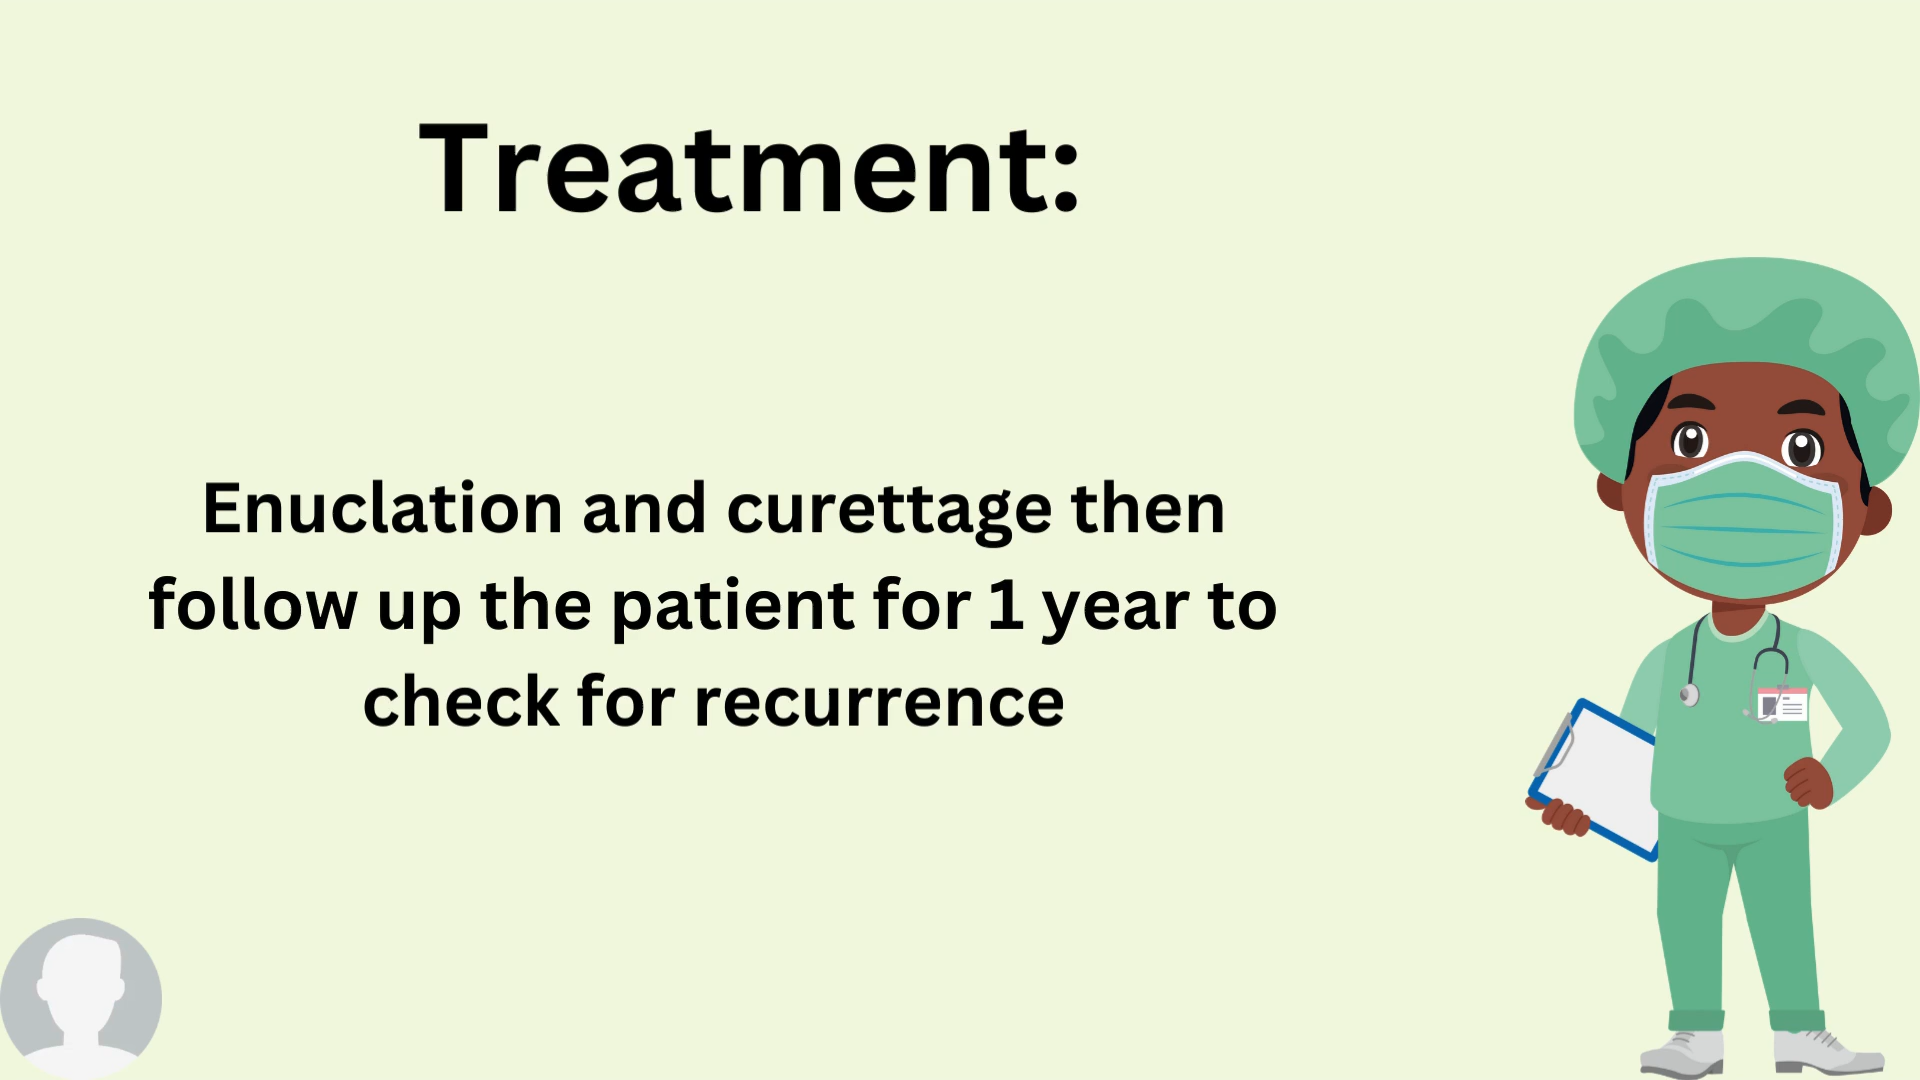 Treatment:
Enuclation and curettage then
follow up the patient for 1 year to
check for recurrence